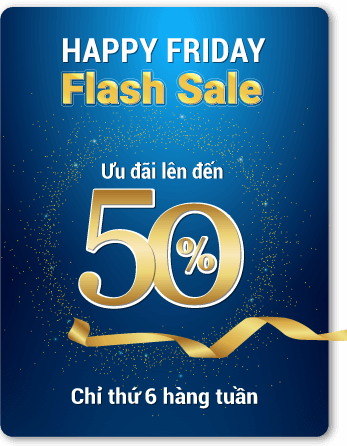 HAPPY FRIDAY
Flash Sale
Ưu đãi lên đến
50%
Chỉ thứ 6 hàng tuần